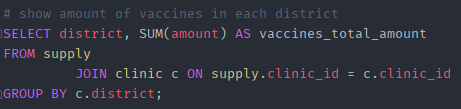 # show amount of vaccines in each district
SELECT district, SUM(amount) AS vaccines_total_amount
FROM supply
JOIN clinic c ON supply.clinic_id = c.clinic_id
GROUP BY c.district;